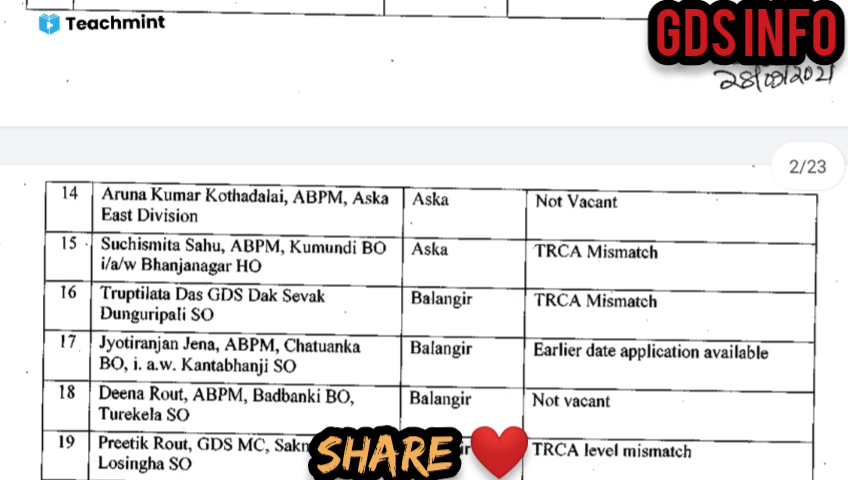 Teachmint
GDS INFO
28/09/2021
2/23
14 Aruna Kumar Kothadalai, ABPM, Aska East Division Aska Not Vacant
15 Suchismita Sahu, ABPM, Kumundi BO i/a/w Bhanjanagar HO Aska TRCA Mismatch
16 Truptilata Das GDS Dak Sevak Dunguripali SO Balangir TRCA Mismatch
17 Jyotiranjan Jena, ABPM, Chatuanka BO, i. a.w. Kantabhanji SO Balangir Earlier date application available
18 Deena Rout, ABPM, Badbanki BO, Turekela SO Balangir Not vacant
19 Preetik Rout, GDS MC, Losingha SO TRCA level mismatch
SHARE